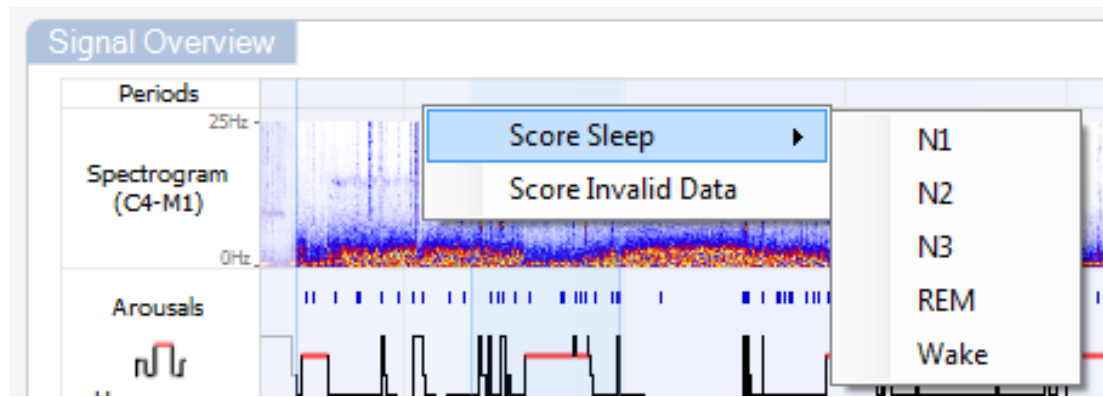 Signal Overview
Periods
25Hz
Spectrogram
(C4-M1)
0Hz
Arousals
Score Sleep
Score Invalid Data
N1
N2
N3
REM
Wake